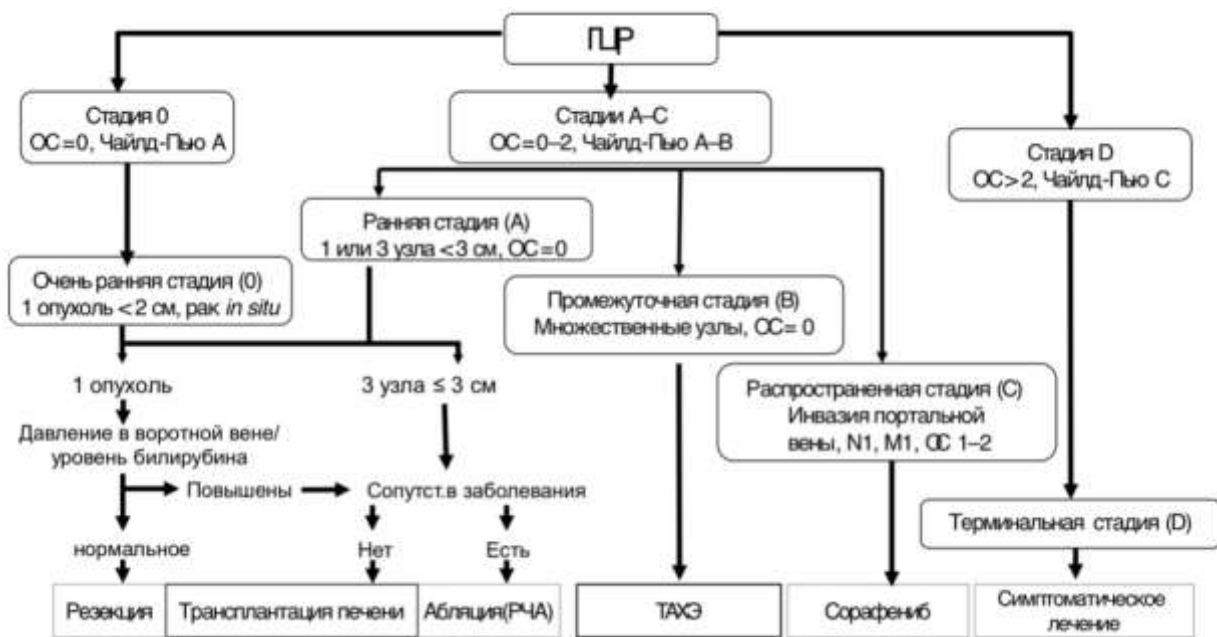 ГЦР
Стадия 0
ОС=0, Чайлд-Пью А
Стадии А–С
ОС=0–2, Чайлд-Пью А–В
Стадия D
ОС>2, Чайлд-Пью С
Ранняя стадия (А)
1 или 3 узла <3 см, ОС=0
Очень ранняя стадия (0)
1 опухоль <2 см, рак in situ
Промежуточная стадия (В)
Множественные узлы, ОС= 0
1 опухоль
3 узла ≤ 3 см
Распространенная стадия (С)
Инвазия портальной
вены, N1, М1, ОС 1–2
Давление в воротной вене/
уровень билирубина
Повышены
Сопутст.в заболевания
Терминальная стадия (D)
нормальное
Нет
Есть
Резекция
Трансплантация печени
Абляция(РЧА)
ТАХЭ
Сорафениб
Симптоматическое
лечение